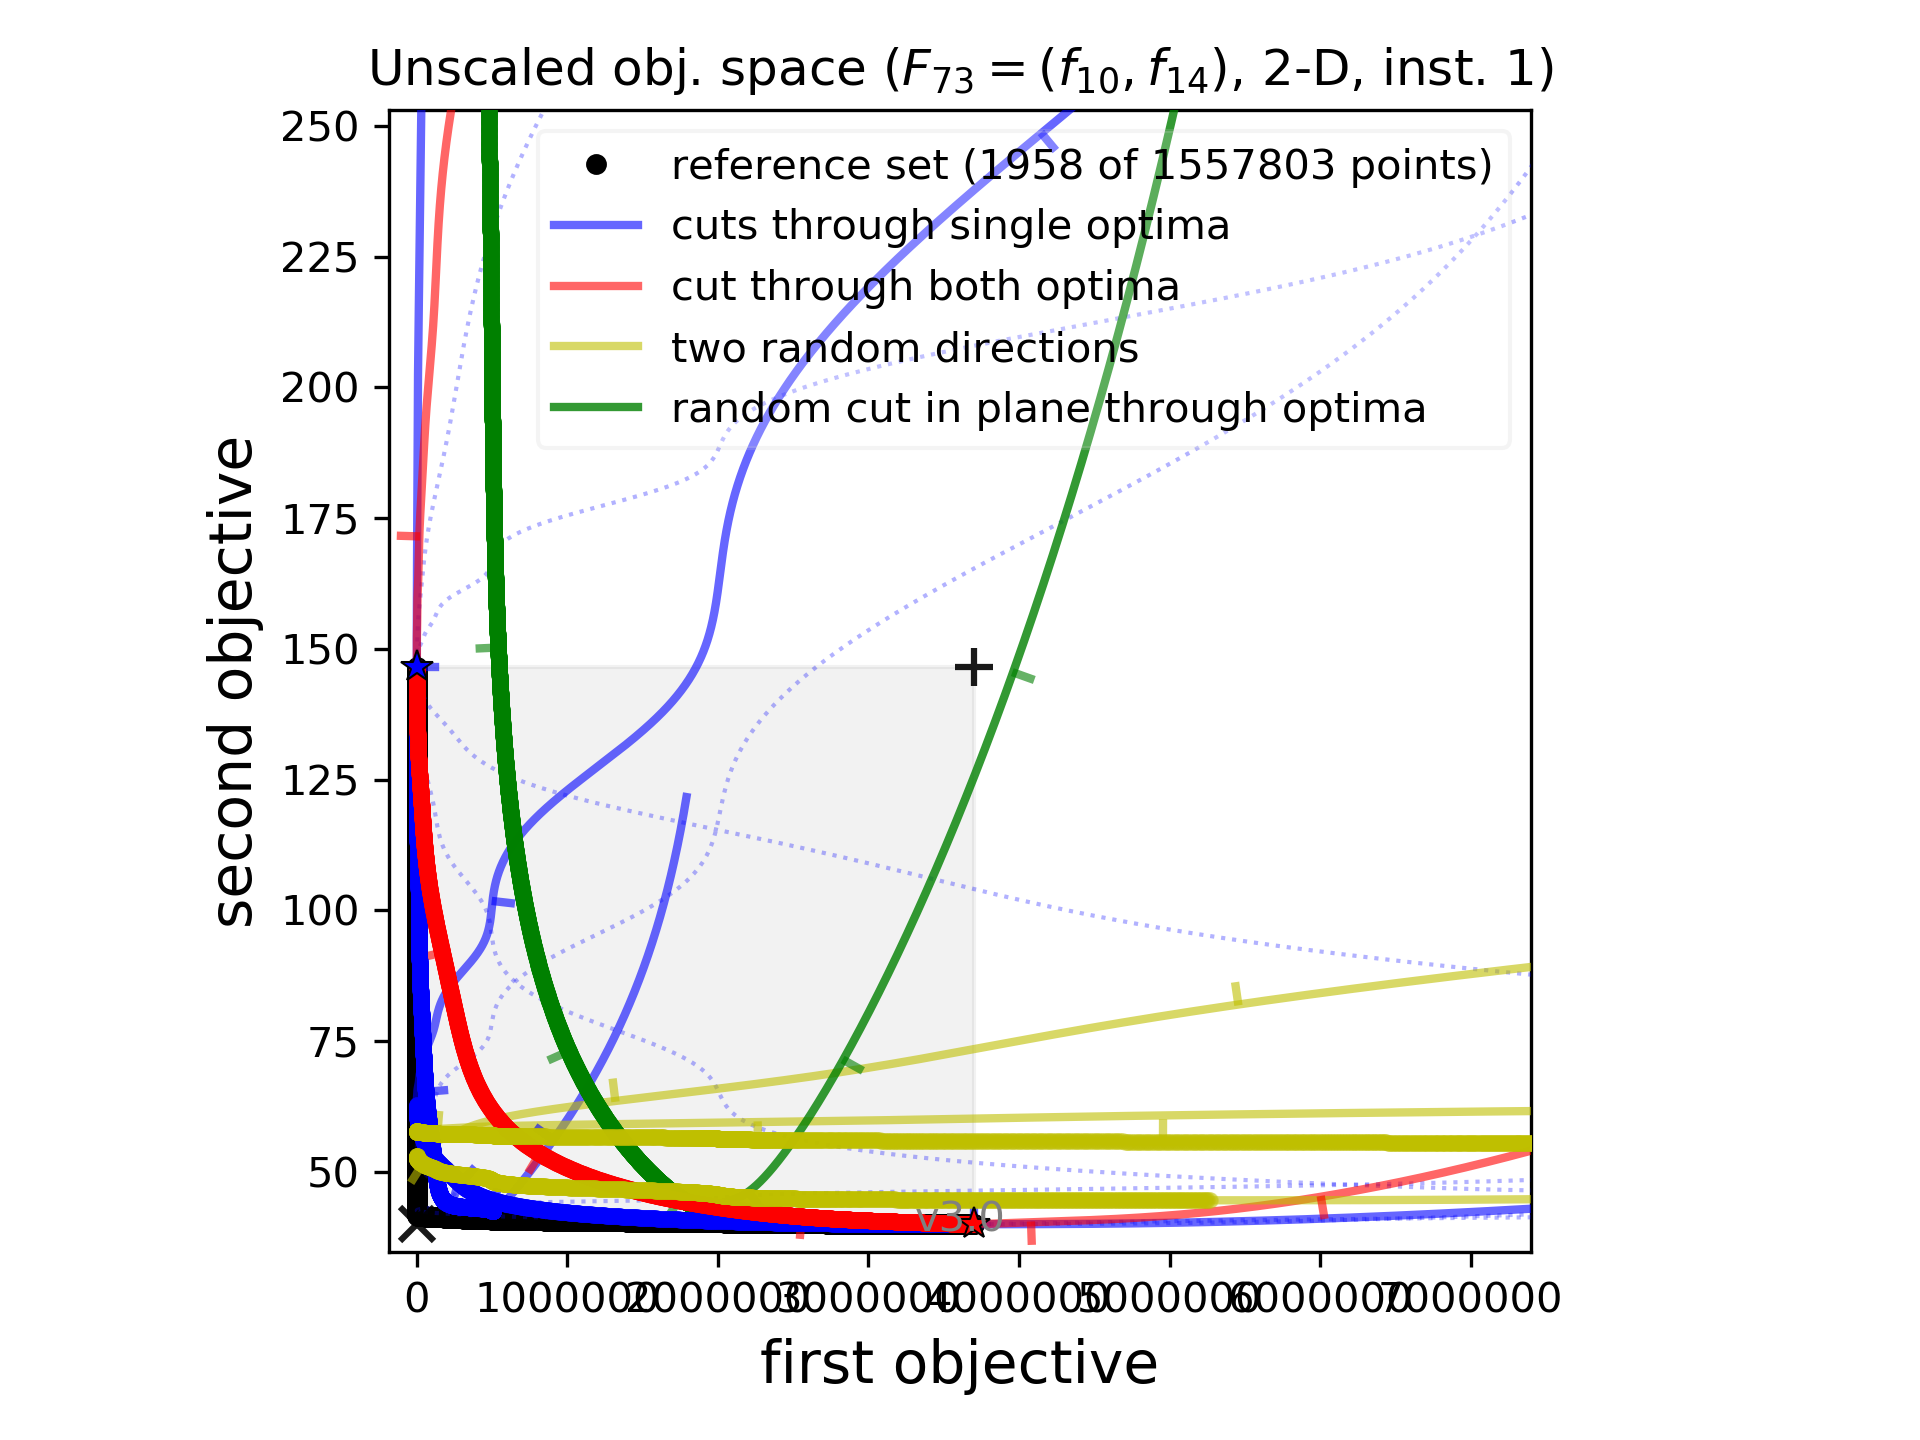 Unscaled obj. space (F73 = (f10, f14), 2-D, inst. 1)
250
225
200
175
150
125
100
75
50
second objective
reference set (1958 of 1557803 points)
cuts through single optima
cut through both optima
two random directions
random cut in plane through optima
v3.0
0 1000000 2000000 3000000 4000000 5000000 6000000 7000000
first objective